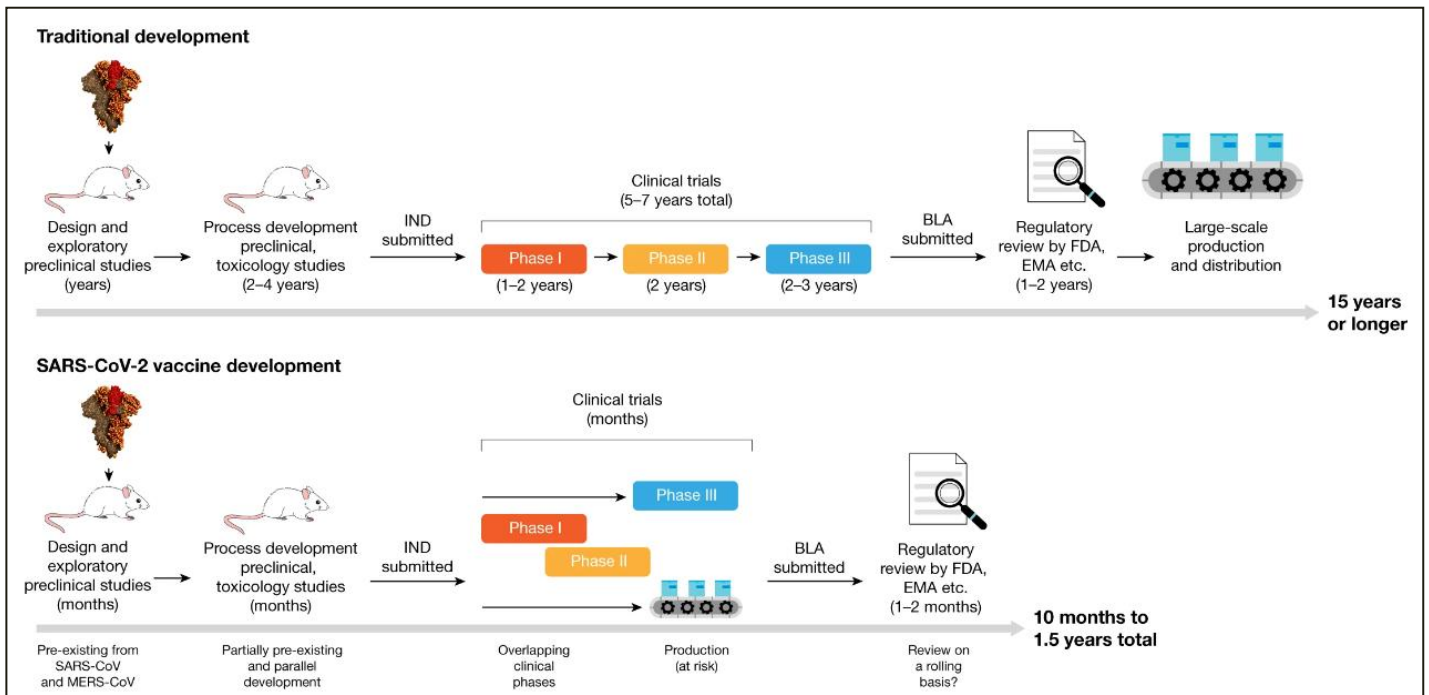 Traditional development
Design and
exploratory
preclinical studies
(years)
Process development
preclinical,
toxicology studies
(2–4 years)
IND
submitted
Clinical trials
(5–7 years total)
Phase I
(1–2 years)
Phase II
(2 years)
Phase III
(2–3 years)
BLA
submitted
Regulatory
review by FDA,
EMA etc.
(1–2 years)
Large-scale
production
and distribution
15 years
or longer
SARS-CoV-2 vaccine development
Design and
exploratory
preclinical studies
(months)
Process development
preclinical,
toxicology studies
(months)
IND
submitted
Clinical trials
(months)
Phase III
Phase I
Phase II
BLA
submitted
Regulatory
review by FDA,
EMA etc.
(1–2 months)
10 months to
1.5 years total
Pre-existing from
SARS-CoV
and MERS-CoV
Partially pre-existing
and parallel
development
Overlapping
clinical
phases
Production
(at risk)
Review on
a rolling
basis?